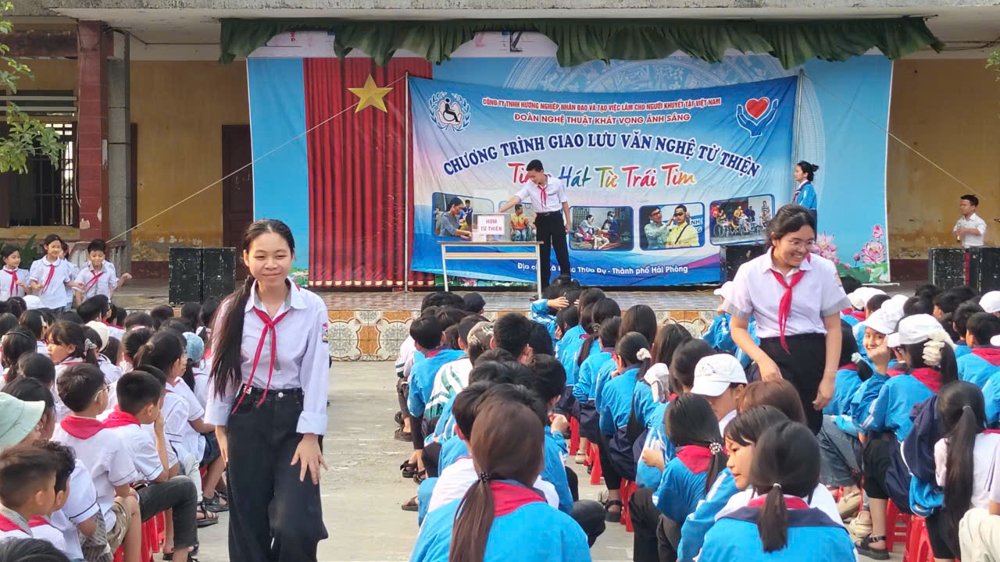 CÔNG TY TNHH HƯỚNG NGHIỆP, NHÂN ĐẠO VÀ TẠO VIỆC LÀM CHO NGƯỜI KHUYẾT TẬT VIỆT NAM
ĐOÀN NGHỆ THUẬT KHÁT VỌNG ÁNH SÁNG
CHƯƠNG TRÌNH GIAO LƯU VĂN NGHỆ TỪ THIỆN
Hát Từ Trái Tim
HÒM
TỪ THIỆN
Thừa Dụ - Thành phố Hải Phòng